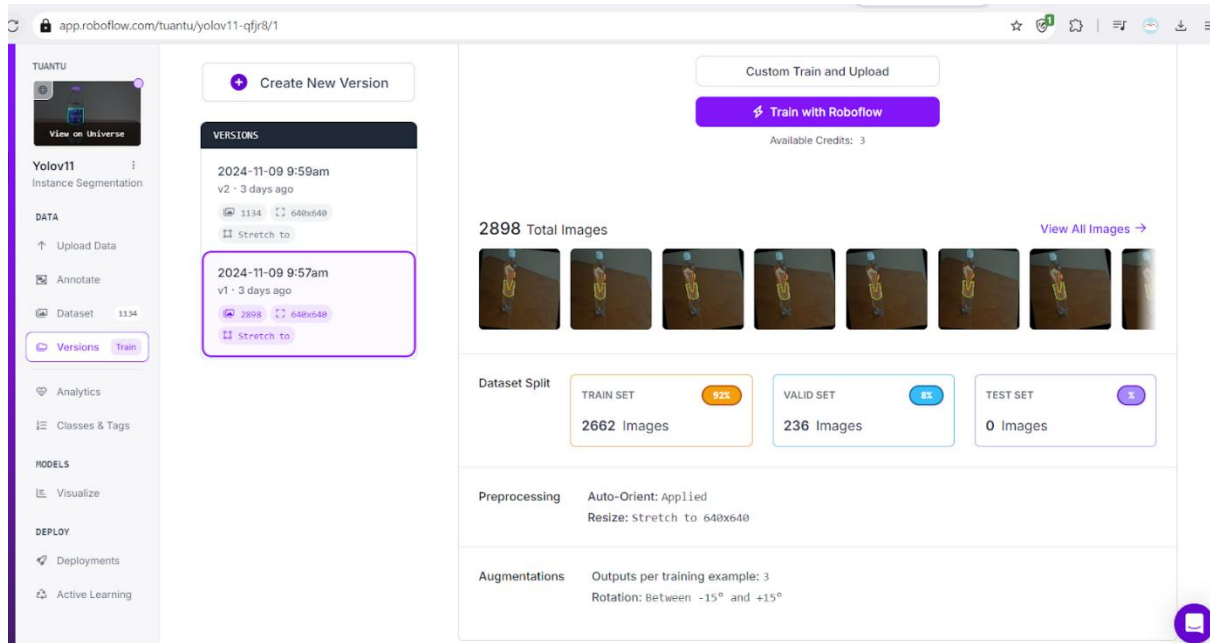 app.roboflow.com/tuantu/yolov11-qfjr8/1
1
TUANTU
View on Universe
Yolov11
Instance Segmentation
DATA
Upload Data
Annotate
Dataset 1134
Versions Train
Analytics
Classes & Tags
MODELS
Visualize
DEPLOY
Deployments
Active Learning
Create New Version
VERSIONS
2024-11-09 9:59am
v2 · 3 days ago
1134 640x640
Stretch to
2024-11-09 9:57am
v1 · 3 days ago
2898 640x640
Stretch to
Custom Train and Upload
Train with Roboflow
Available Credits: 3
2898 Total Images
View All Images →
Dataset Split
TRAIN SET 92%
2662 Images
VALID SET 8%
236 Images
TEST SET %
0 Images
Preprocessing
Auto-Orient: Applied
Resize: Stretch to 640x640
Augmentations
Outputs per training example: 3
Rotation: Between -15° and +15°